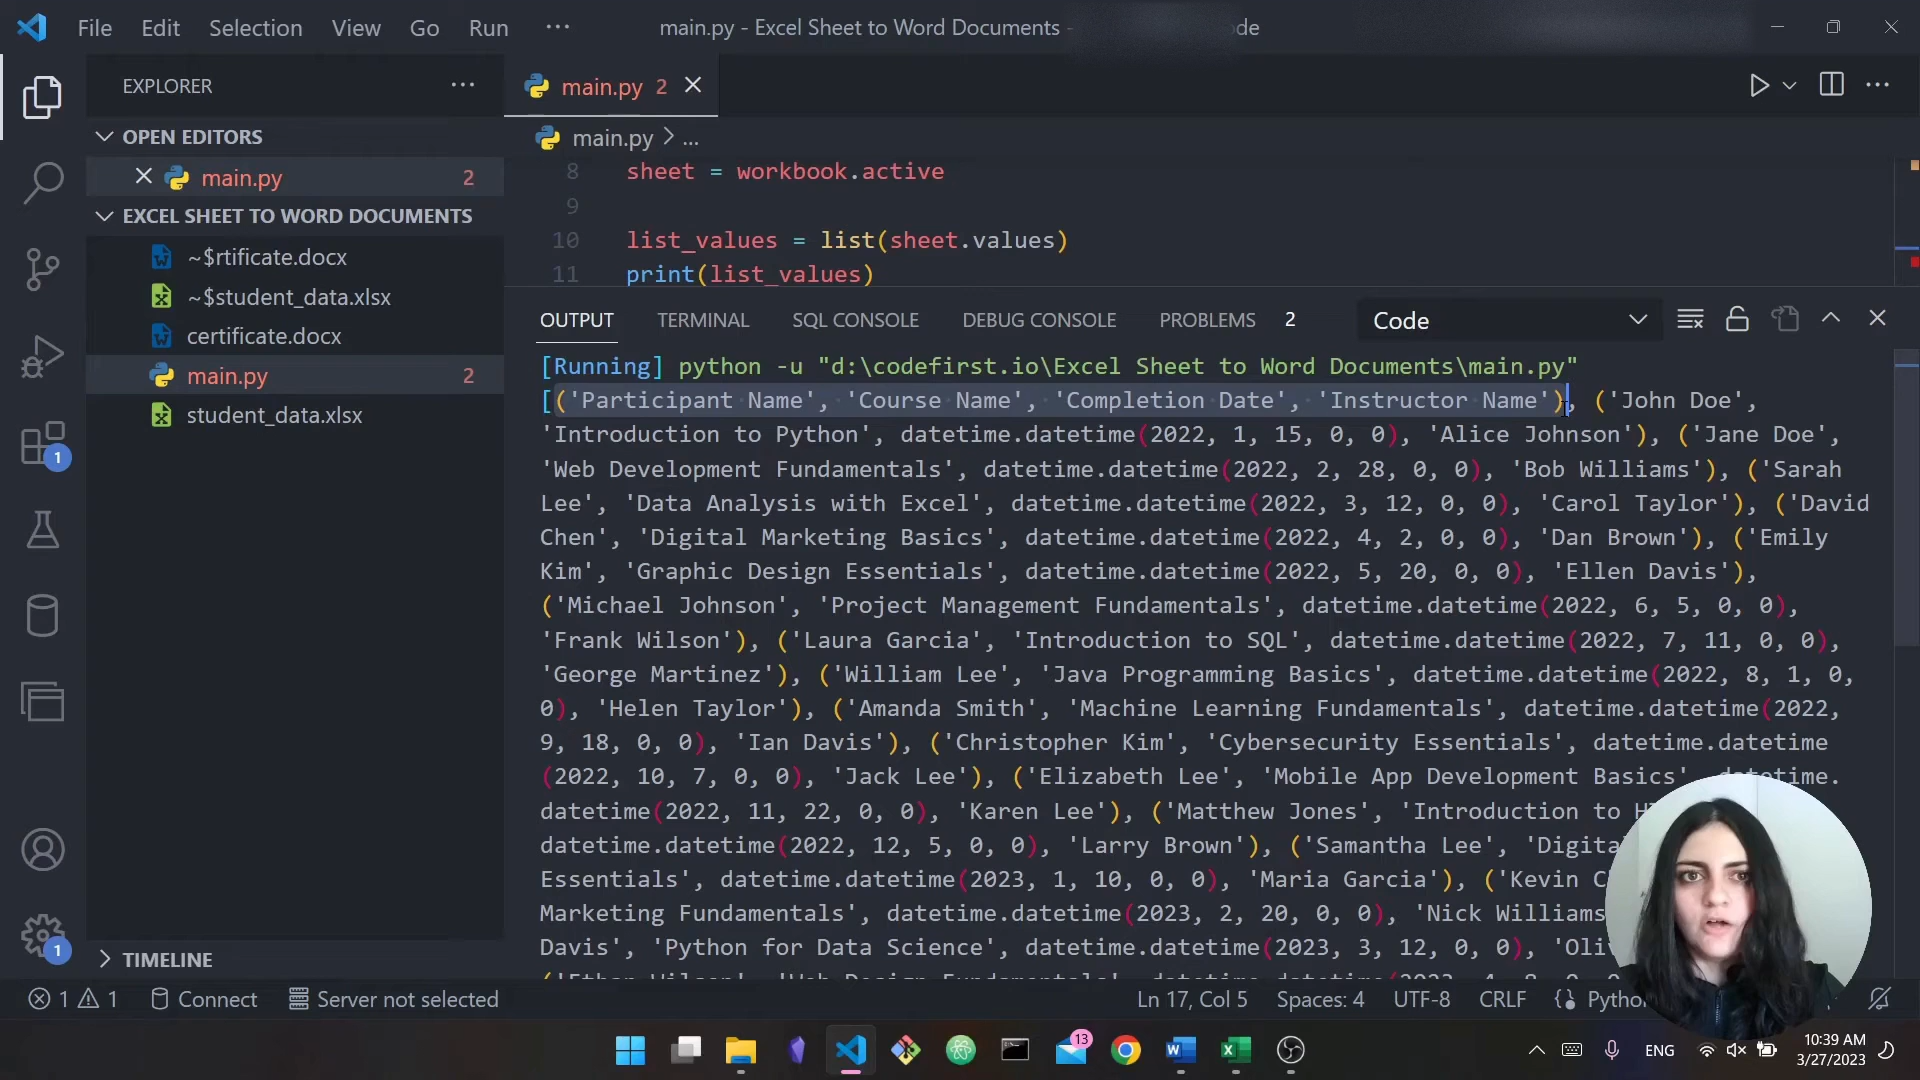 File Edit Selection View Go Run ···
main.py - Excel Sheet to Word Documents - de
EXPLORER
OPEN EDITORS
main.py 2
EXCEL SHEET TO WORD DOCUMENTS
~$rtificate.docx
~$student_data.xlsx
certificate.docx
main.py 2
student_data.xlsx
TIMELINE
1
1
main.py 2
main.py > ...
8 sheet = workbook.active
9
10 list_values = list(sheet.values)
11 print(list_values)
OUTPUT TERMINAL SQL CONSOLE DEBUG CONSOLE PROBLEMS 2 Code
[Running] python -u "d:\codefirst.io\Excel Sheet to Word Documents\main.py"
[('Participant Name', 'Course Name', 'Completion Date', 'Instructor Name'), ('John Doe',
'Introduction to Python', datetime.datetime(2022, 1, 15, 0, 0), 'Alice Johnson'), ('Jane Doe',
'Web Development Fundamentals', datetime.datetime(2022, 2, 28, 0, 0), 'Bob Williams'), ('Sarah
Lee', 'Data Analysis with Excel', datetime.datetime(2022, 3, 12, 0, 0), 'Carol Taylor'), ('David
Chen', 'Digital Marketing Basics', datetime.datetime(2022, 4, 2, 0, 0), 'Dan Brown'), ('Emily
Kim', 'Graphic Design Essentials', datetime.datetime(2022, 5, 20, 0, 0), 'Ellen Davis'),
('Michael Johnson', 'Project Management Fundamentals', datetime.datetime(2022, 6, 5, 0, 0),
'Frank Wilson'), ('Laura Garcia', 'Introduction to SQL', datetime.datetime(2022, 7, 11, 0, 0),
'George Martinez'), ('William Lee', 'Java Programming Basics', datetime.datetime(2022, 8, 1, 0,
0), 'Helen Taylor'), ('Amanda Smith', 'Machine Learning Fundamentals', datetime.datetime(2022,
9, 18, 0, 0), 'Ian Davis'), ('Christopher Kim', 'Cybersecurity Essentials', datetime.datetime
(2022, 10, 7, 0, 0), 'Jack Lee'), ('Elizabeth Lee', 'Mobile App Development Basics', datetime.
datetime(2022, 11, 22, 0, 0), 'Karen Lee'), ('Matthew Jones', 'Introduction to
datetime.datetime(2022, 12, 5, 0, 0), 'Larry Brown'), ('Samantha Lee', 'Digita
Essentials', datetime.datetime(2023, 1, 10, 0, 0), 'Maria Garcia'), ('Kevin C
Marketing Fundamentals', datetime.datetime(2023, 2, 20, 0, 0), 'Nick Williams
Davis', 'Python for Data Science', datetime.datetime(2023, 3, 12, 0, 0), 'Oli
1 1 Connect Server not selected Ln 17, Col 5 Spaces: 4 UTF-8 CRLF Python
13 ENG 10:39 AM
3/27/2023